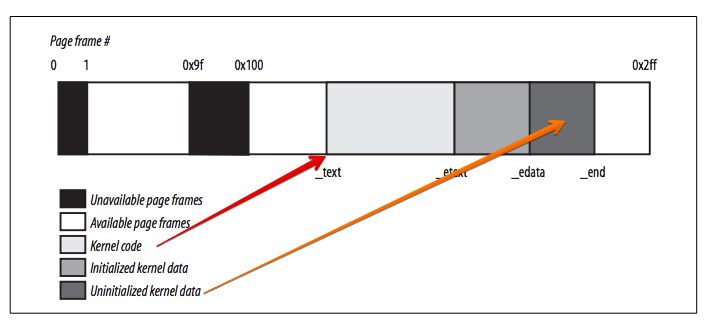 Page frame #
0 1 0x9f 0x100 0x2ff
_text _etext _edata _end
Unavailable page frames
Available page frames
Kernel code
Initialized kernel data
Uninitialized kernel data